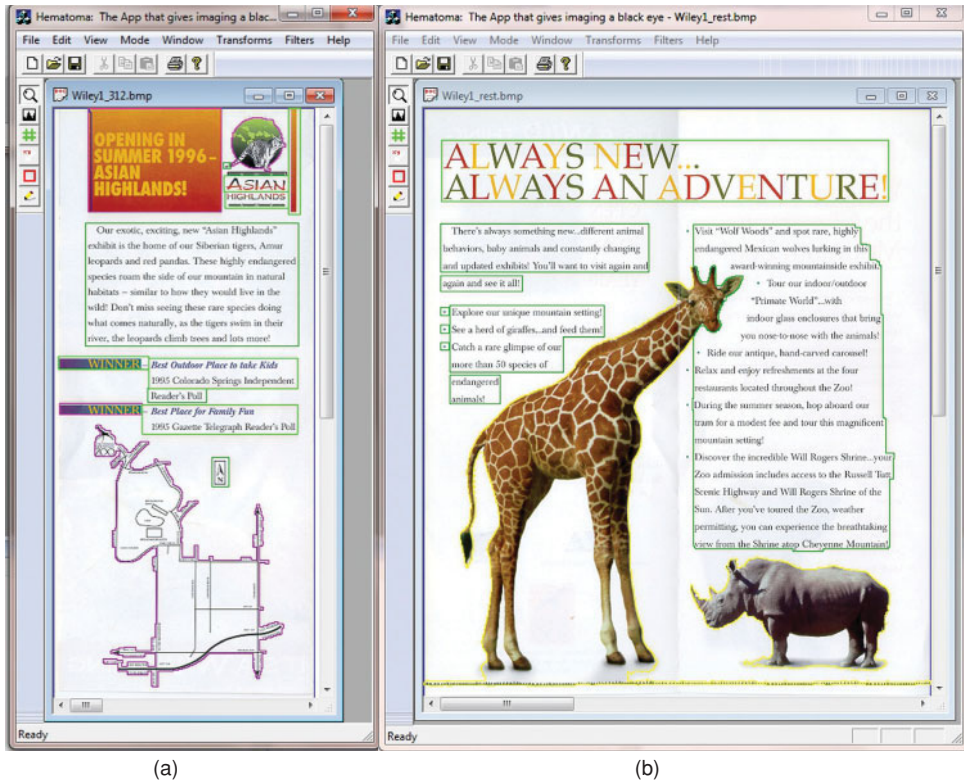 Hematoma: The App that gives imaging a blac...
File Edit View Mode Window Transforms Filters Help
Wiley1_312.bmp
OPENING IN
SUMMER 1996–
ASIAN
HIGHLANDS!
ASIAN
HIGHLANDS
Our exotic, exciting, new "Asian Highlands"
exhibit is the home of our Siberian tigers, Amur
leopards and red pandas. These highly endangered
species roam the side of our mountain in natural
habitats – similar to how they would live in the
wild! Don't miss seeing these rare species doing
what comes naturally, as the tigers swim in their
river, the leopards climb trees and lots more!
WINNER – Best Outdoor Place to take Kids
1995 Colorado Springs Independent
Reader's Poll
WINNER – Best Place for Family Fun
1995 Gazette Telegraph Reader's Poll
N
Ready
(a)
Hematoma: The App that gives imaging a black eye - Wiley1_rest.bmp
File Edit View Mode Window Transforms Filters Help
Wiley1_rest.bmp
ALWAYS NEW...
ALWAYS AN ADVENTURE!
There's always something new...different animal
behaviors, baby animals and constantly changing
and updated exhibits! You'll want to visit again and
again and see it all!
• Explore our unique mountain setting!
• See a herd of giraffes...and feed them!
• Catch a rare glimpse of our
more than 50 species of
endangered
animals!
• Visit "Wolf Woods" and spot rare, highly
endangered Mexican wolves lurking in this
award-winning mountainside exhibit.
• Tour our indoor/outdoor
"Primate World"...with
indoor glass enclosures that bring
you nose-to-nose with the animals!
• Ride our antique, hand-carved carousel!
• Relax and enjoy refreshments at the four
restaurants located throughout the Zoo!
• During the summer season, hop aboard our
tram for a modest fee and tour this magnificent
mountain setting!
• Discover the incredible Will Rogers Shrine...your
Zoo admission includes access to the Russell Tutt
Scenic Highway and Will Rogers Shrine of the
Sun. After you've toured the Zoo, weather
permitting, you can experience the breathtaking
view from the Shrine atop Cheyenne Mountain!
Ready
(b)